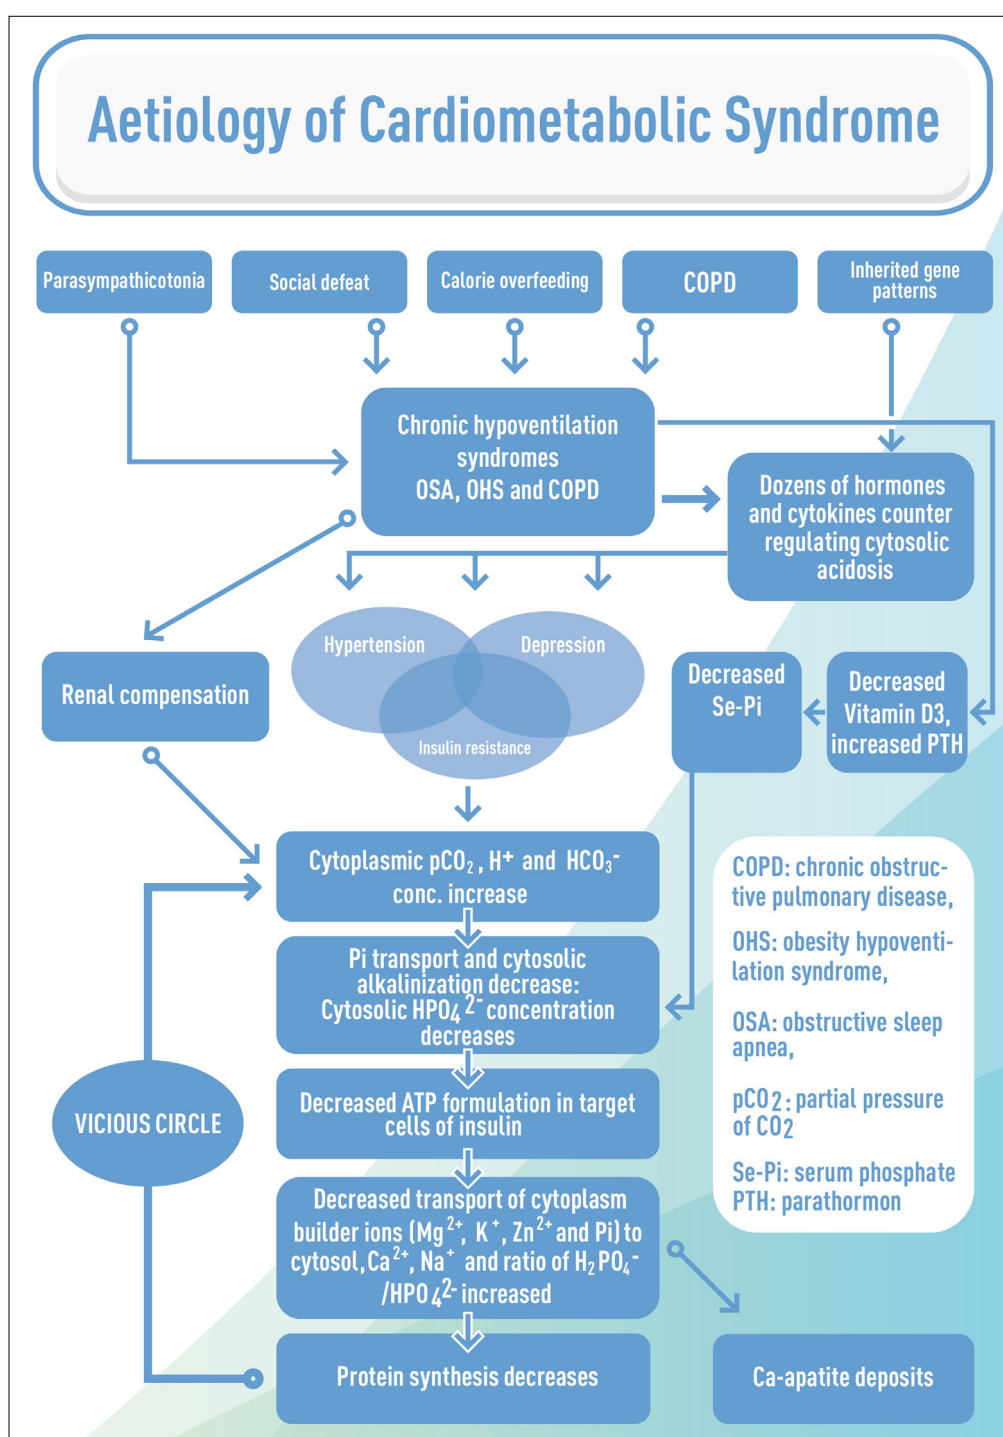 Aetiology of Cardiometabolic Syndrome
Parasympathicotonia
Social defeat
Calorie overfeeding
COPD
Inherited gene
patterns
Chronic hypoventilation
syndromes
OSA, OHS and COPD
Dozens of hormones
and cytokines counter
regulating cytosolic
acidosis
Hypertension
Depression
Insulin resistance
Renal compensation
Decreased
Se-Pi
Decreased
Vitamin D3,
increased PTH
Cytoplasmic pCO₂, H⁺ and HCO₃⁻
conc. increase
Pi transport and cytosolic
alkalinization decrease:
Cytosolic HPO₄²⁻ concentration
decreases
Decreased ATP formulation in target
cells of insulin
Decreased transport of cytoplasm
builder ions (Mg²⁺, K⁺, Zn²⁺ and Pi) to
cytosol, Ca²⁺, Na⁺ and ratio of H₂PO₄⁻
/HPO₄²⁻ increased
Protein synthesis decreases
VICIOUS CIRCLE
Ca-apatite deposits
COPD: chronic obstruc-
tive pulmonary disease,
OHS: obesity hypoventi-
lation syndrome,
OSA: obstructive sleep
apnea,
pCO₂: partial pressure
of CO₂
Se-Pi: serum phosphate
PTH: parathormon